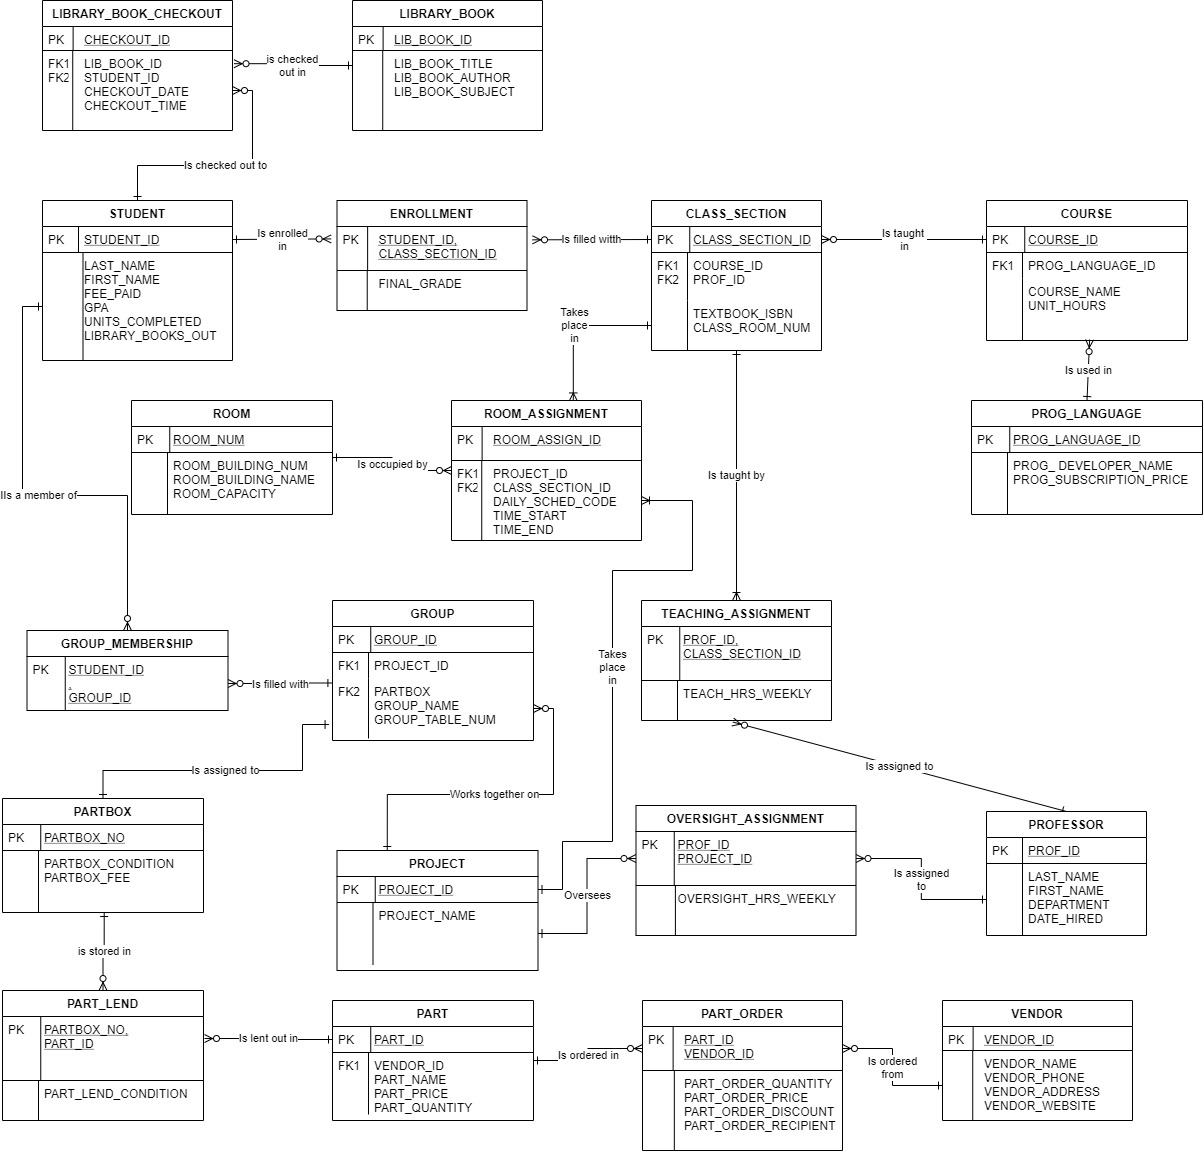 LIBRARY_BOOK_CHECKOUT
PK CHECKOUT_ID
FK1 LIB_BOOK_ID
FK2 STUDENT_ID
CHECKOUT_DATE
CHECKOUT_TIME
is checked
out in
LIBRARY_BOOK
PK LIB_BOOK_ID
LIB_BOOK_TITLE
LIB_BOOK_AUTHOR
LIB_BOOK_SUBJECT
Is checked out to
STUDENT
PK STUDENT_ID
LAST_NAME
FIRST_NAME
FEE_PAID
GPA
UNITS_COMPLETED
LIBRARY_BOOKS_OUT
Is enrolled
in
ENROLLMENT
PK STUDENT_ID,
CLASS_SECTION_ID
FINAL_GRADE
Is filled witth
CLASS_SECTION
PK CLASS_SECTION_ID
FK1 COURSE_ID
FK2 PROF_ID
TEXTBOOK_ISBN
CLASS_ROOM_NUM
Is taught
in
COURSE
PK COURSE_ID
FK1 PROG_LANGUAGE_ID
COURSE_NAME
UNIT_HOURS
Takes
place
in
Is used in
ROOM
PK ROOM_NUM
ROOM_BUILDING_NUM
ROOM_BUILDING_NAME
ROOM_CAPACITY
Is occupied by
ROOM_ASSIGNMENT
PK ROOM_ASSIGN_ID
FK1 PROJECT_ID
FK2 CLASS_SECTION_ID
DAILY_SCHED_CODE
TIME_START
TIME_END
Is taught by
PROG_LANGUAGE
PK PROG_LANGUAGE_ID
PROG_ DEVELOPER_NAME
PROG_SUBSCRIPTION_PRICE
IIs a member of
GROUP_MEMBERSHIP
PK STUDENT_ID
,
GROUP_ID
Is filled with
GROUP
PK GROUP_ID
FK1 PROJECT_ID
FK2 PARTBOX
GROUP_NAME
GROUP_TABLE_NUM
Takes
place
in
TEACHING_ASSIGNMENT
PK PROF_ID,
CLASS_SECTION_ID
TEACH_HRS_WEEKLY
Is assigned to
Is assigned to
Works together on
PARTBOX
PK PARTBOX_NO
PARTBOX_CONDITION
PARTBOX_FEE
PROJECT
PK PROJECT_ID
PROJECT_NAME
Oversees
OVERSIGHT_ASSIGNMENT
PK PROF_ID
PROJECT_ID
OVERSIGHT_HRS_WEEKLY
Is assigned
to
PROFESSOR
PK PROF_ID
LAST_NAME
FIRST_NAME
DEPARTMENT
DATE_HIRED
is stored in
PART_LEND
PK PARTBOX_NO,
PART_ID
PART_LEND_CONDITION
Is lent out in
PART
PK PART_ID
FK1 VENDOR_ID
PART_NAME
PART_PRICE
PART_QUANTITY
Is ordered in
PART_ORDER
PK PART_ID
VENDOR_ID
PART_ORDER_QUANTITY
PART_ORDER_PRICE
PART_ORDER_DISCOUNT
PART_ORDER_RECIPIENT
Is ordered
from
VENDOR
PK VENDOR_ID
VENDOR_NAME
VENDOR_PHONE
VENDOR_ADDRESS
VENDOR_WEBSITE